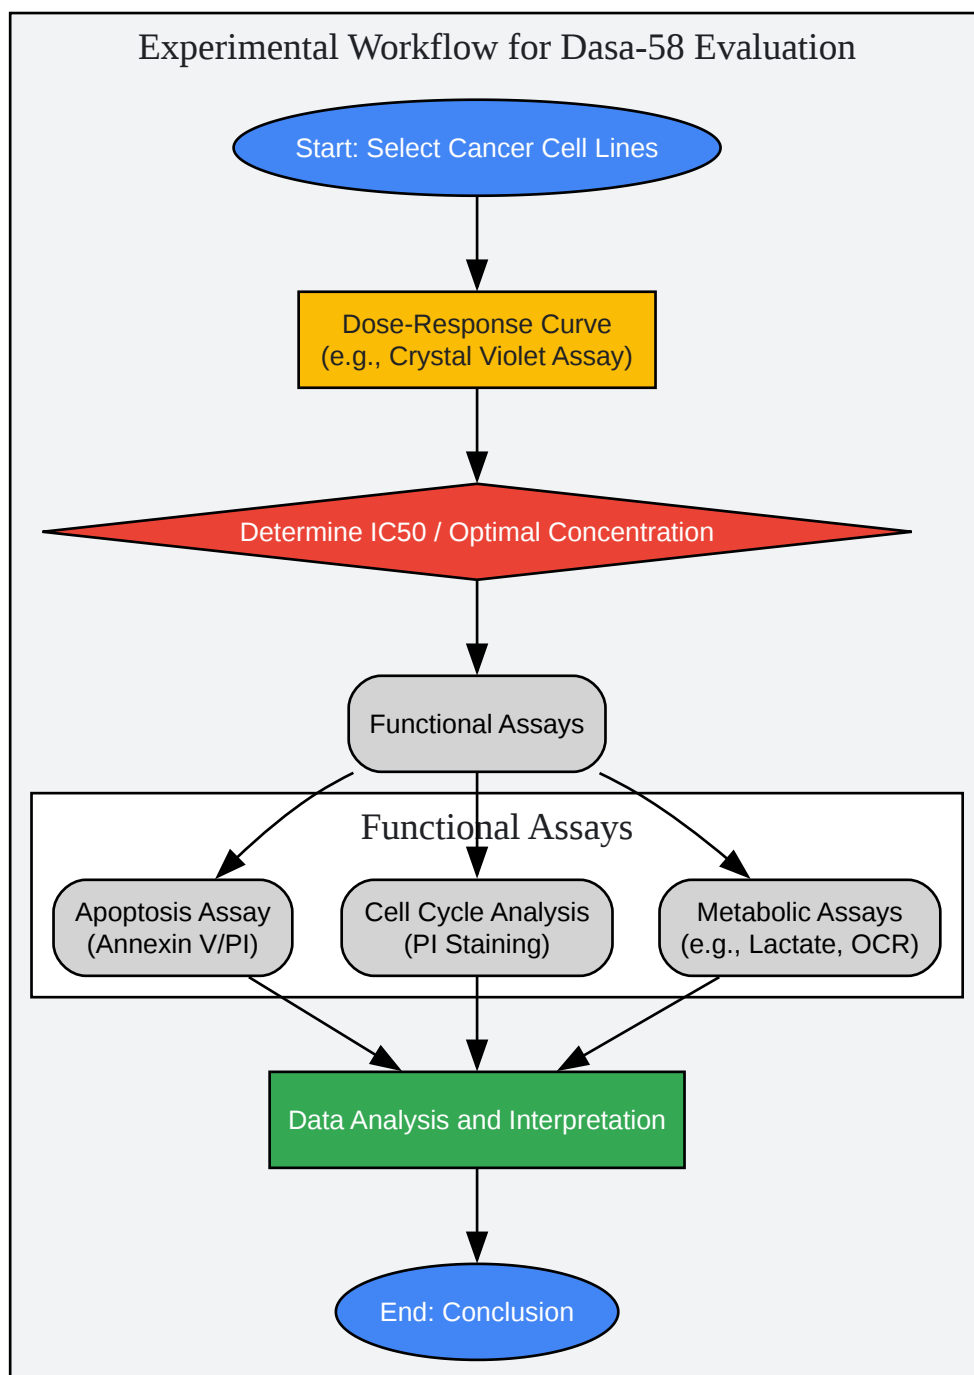 Experimental Workflow for Dasa-58 Evaluation
Start: Select Cancer Cell Lines
Dose-Response Curve
(e.g., Crystal Violet Assay)
Determine IC50 / Optimal Concentration
Functional Assays
Functional Assays
Apoptosis Assay
(Annexin V/PI)
Cell Cycle Analysis
(PI Staining)
Metabolic Assays
(e.g., Lactate, OCR)
Data Analysis and Interpretation
End: Conclusion